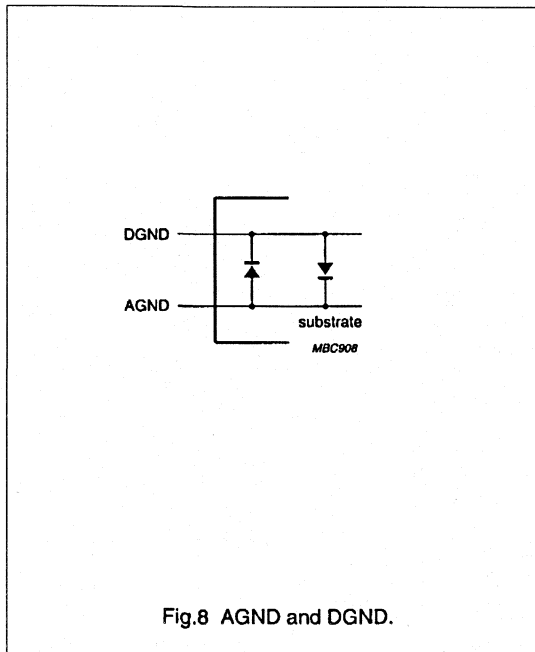 DGND
AGND
substrate
MBC908
Fig.8 AGND and DGND.